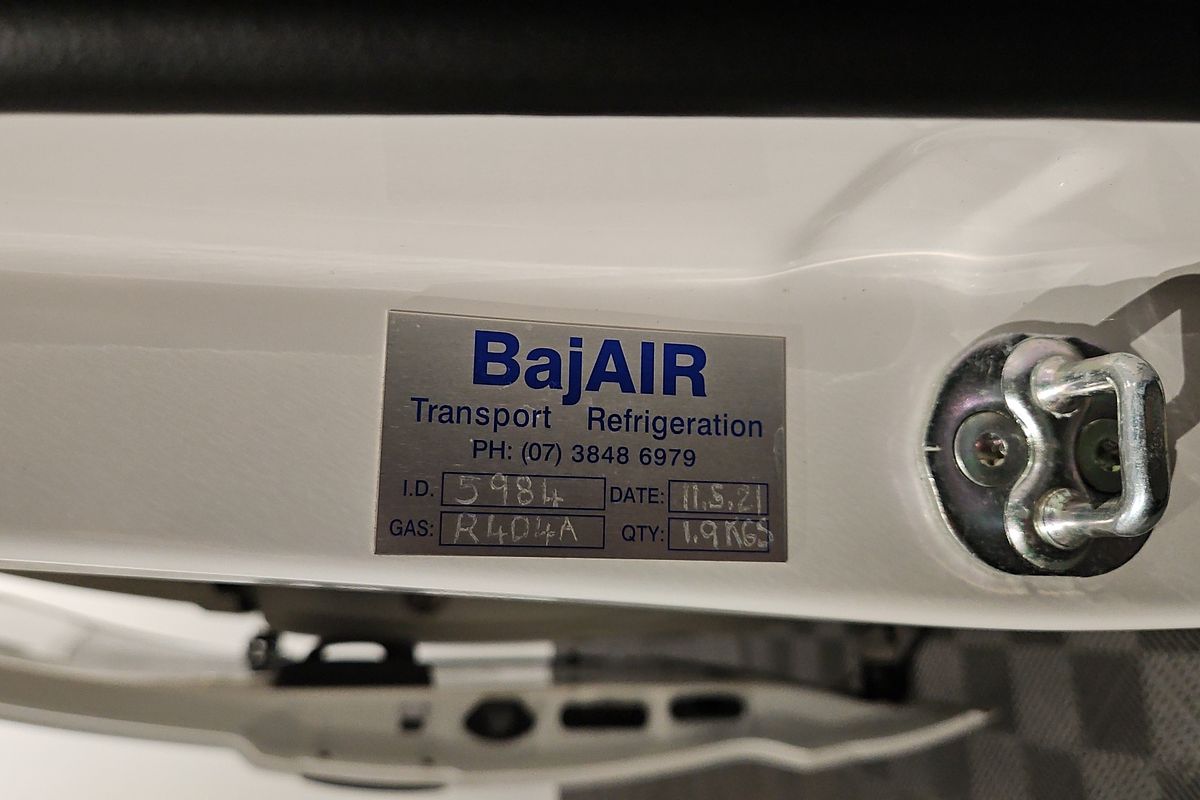 BajAIR
Transport Refrigeration
PH: (07) 3848 6979
I.D. 5984 DATE: 11.5.21
GAS: R404A QTY: 1.9KGS